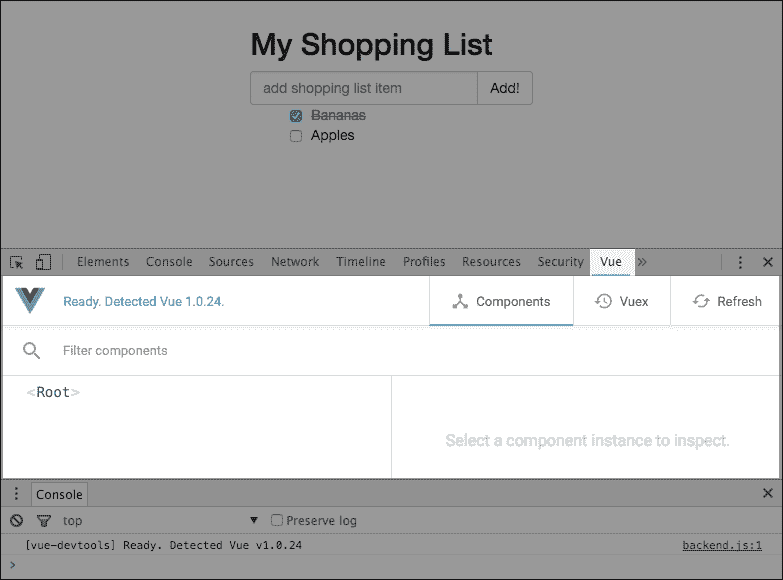 My Shopping List
add shopping list item Add!
Bananas
Apples
Elements Console Sources Network Timeline Profiles Resources Security Vue »
Ready. Detected Vue 1.0.24. Components Vuex Refresh
Filter components
<Root>
Select a component instance to inspect.
Console
top Preserve log
[vue-devtools] Ready. Detected Vue v1.0.24 backend.js:1
>